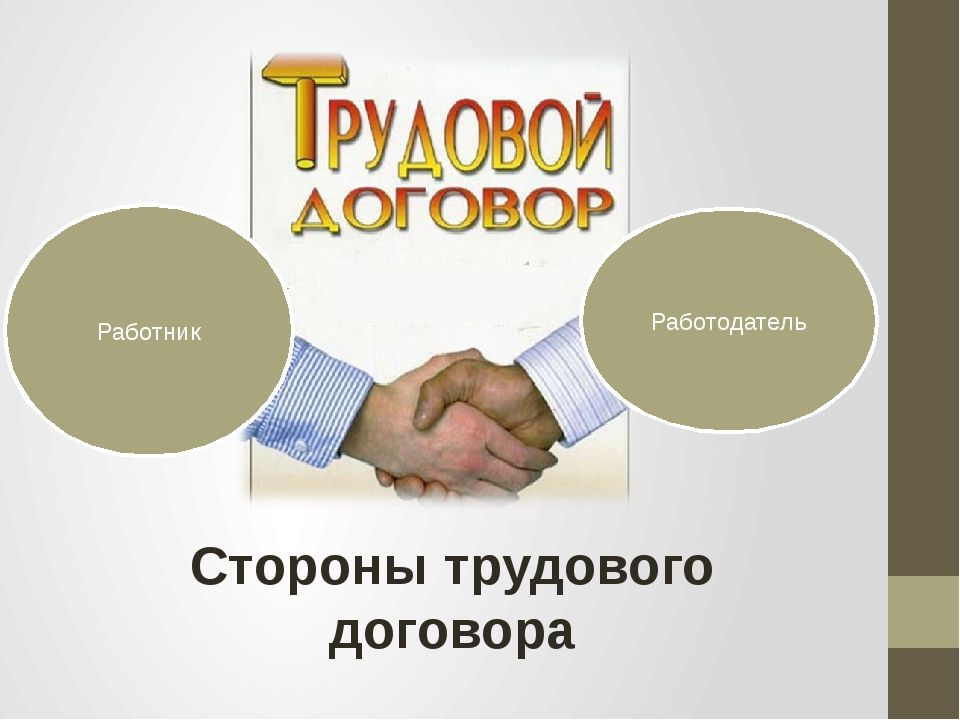 ТРУДОВОЙ
ДОГОВОР
Работник
Работодатель
Стороны трудового
договора